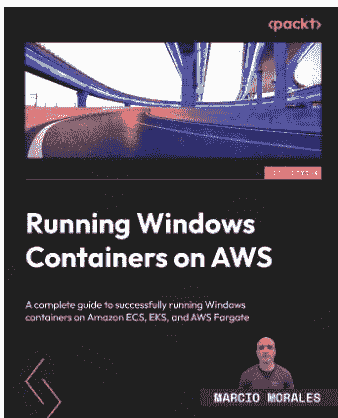 <packt>
Running Windows
Containers on AWS
A complete guide to successfully running Windows
containers on Amazon ECS, EKS, and AWS Fargate
MARCIO MORALES